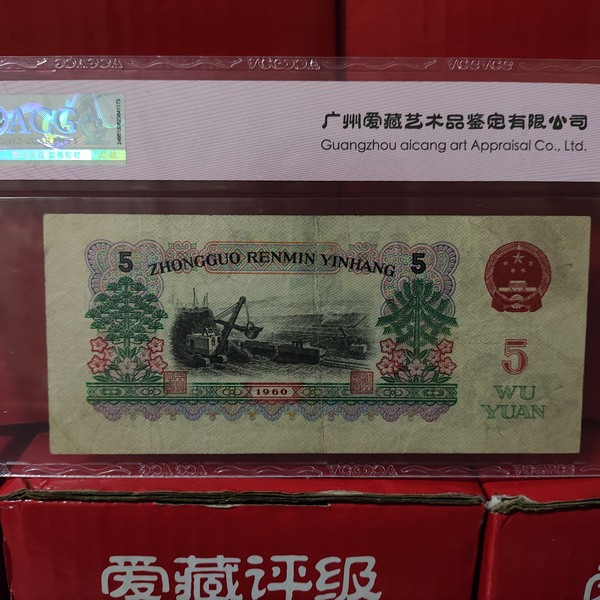 ACG
广州爱藏艺术品鉴定有限公司
Guangzhou aicang art Appraisal Co., Ltd.
5 ZHONGGUO RENMIN YINHANG 5
1960
5
WU
YUAN
爱藏评级